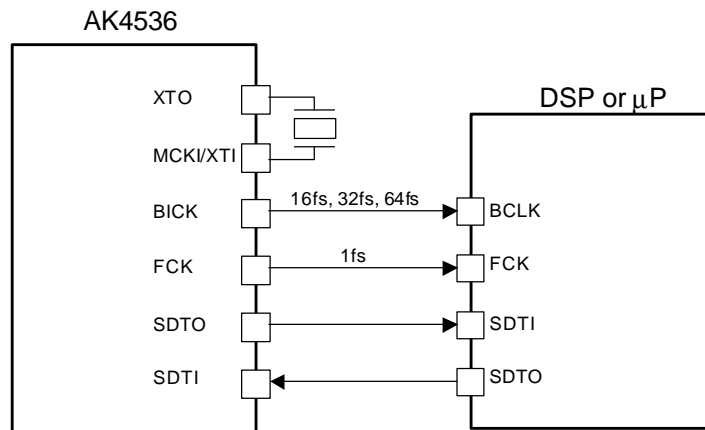 AK4536
DSP or μP
XTO
MCKI/XTI
BICK
16fs, 32fs, 64fs
BCLK
FCK
1fs
FCK
SDTO
SDTI
SDTI
SDTO